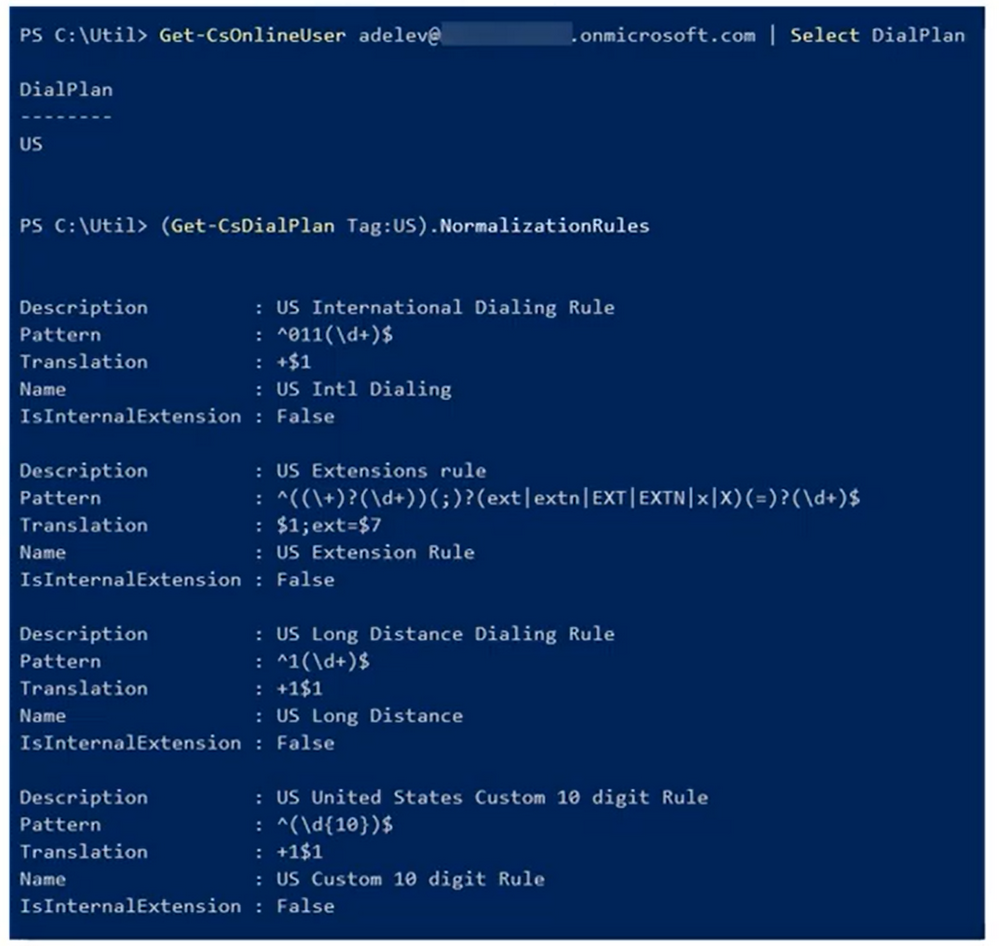 PS C:\Util> Get-CsOnlineUser adelev@ .onmicrosoft.com | Select DialPlan
DialPlan
--------
US
PS C:\Util> (Get-CsDialPlan Tag:US).NormalizationRules
Description : US International Dialing Rule
Pattern : ^011(\d+)$
Translation : +$1
Name : US Intl Dialing
IsInternalExtension : False
Description : US Extensions rule
Pattern : ^((\+)?(\d+))(;)?(ext|extn|EXT|EXTN|x|X)(=)?(\d+)$
Translation : $1;ext=$7
Name : US Extension Rule
IsInternalExtension : False
Description : US Long Distance Dialing Rule
Pattern : ^1(\d+)$
Translation : +1$1
Name : US Long Distance
IsInternalExtension : False
Description : US United States Custom 10 digit Rule
Pattern : ^(\d{10})$
Translation : +1$1
Name : US Custom 10 digit Rule
IsInternalExtension : False